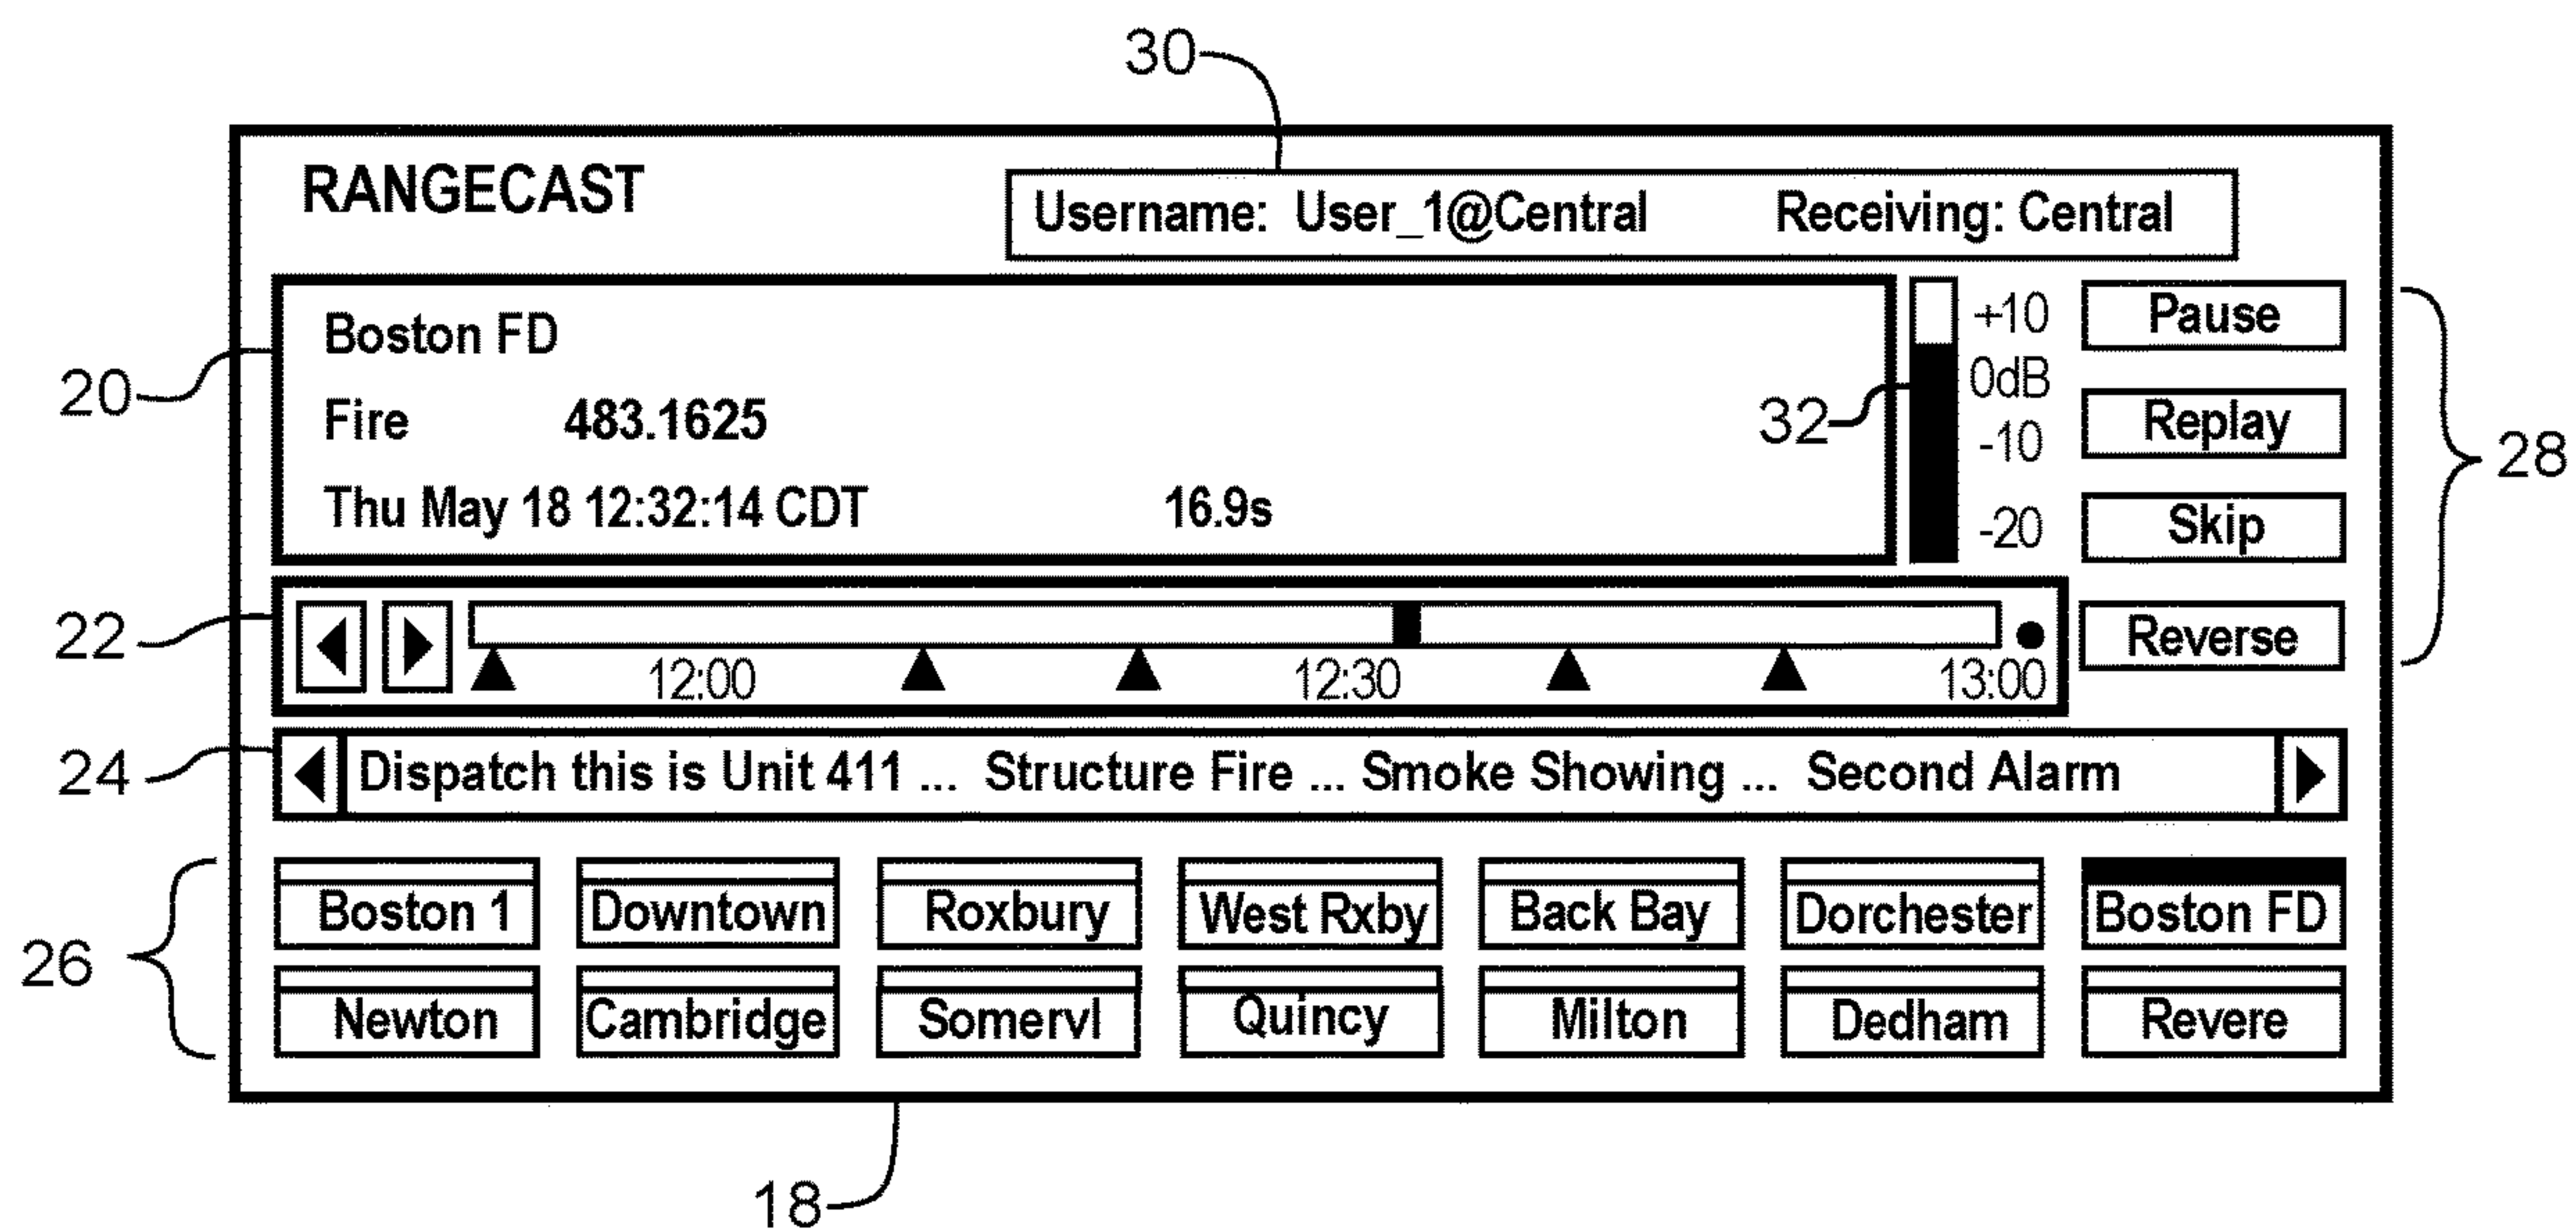 30
RANGECAST
Username: User_1@Central Receiving: Central
Boston FD
Fire 483.1625
Thu May 18 12:32:14 CDT 16.9s
20
32
+10
0dB
-10
-20
Pause
Replay
Skip
Reverse
28
22
12:00 12:30 13:00
24
Dispatch this is Unit 411 ... Structure Fire ... Smoke Showing ... Second Alarm
26
Boston 1 Downtown Roxbury West Rxby Back Bay Dorchester Boston FD
Newton Cambridge Somervl Quincy Milton Dedham Revere
18